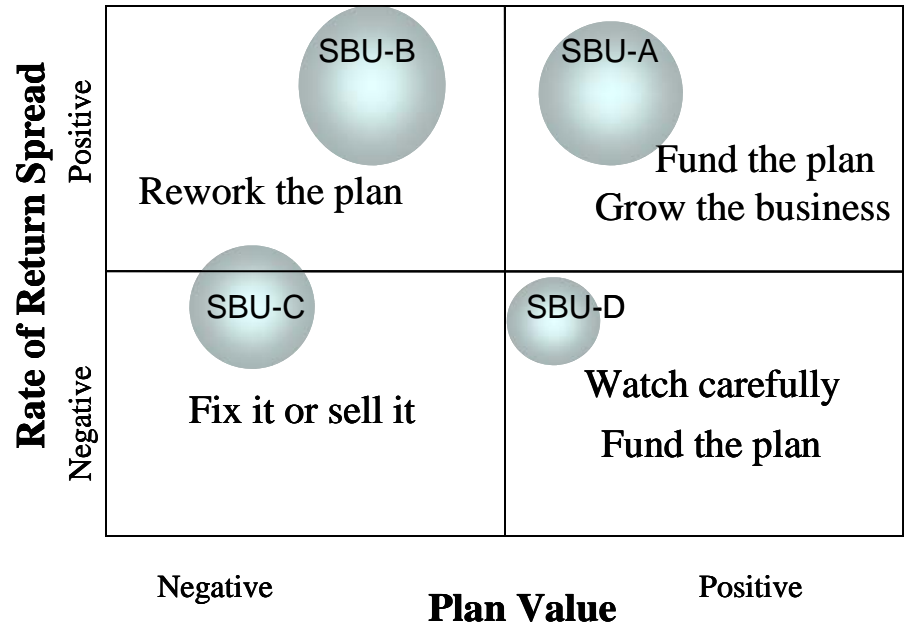 Rate of Return Spread
Positive
Negative
SBU-B
SBU-A
Rework the plan
Fund the plan
Grow the business
SBU-C
SBU-D
Fix it or sell it
Watch carefully
Fund the plan
Negative
Positive
Plan Value